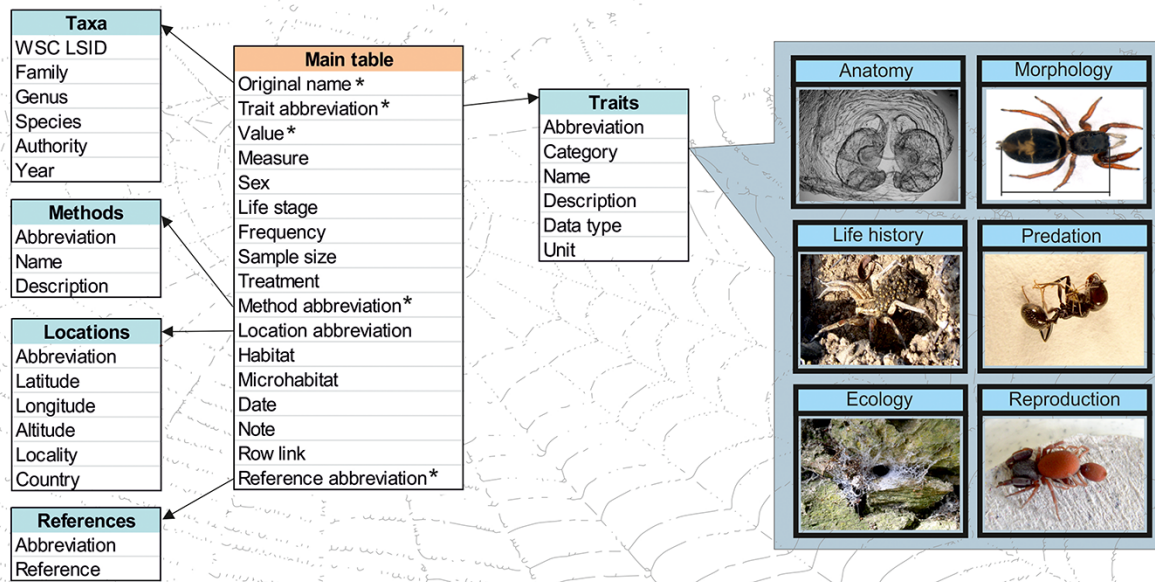 Taxa
WSC LSID
Family
Genus
Species
Authority
Year
Methods
Abbreviation
Name
Description
Locations
Abbreviation
Latitude
Longitude
Altitude
Locality
Country
References
Abbreviation
Reference
Main table
Original name *
Trait abbreviation *
Value *
Measure
Sex
Life stage
Frequency
Sample size
Treatment
Method abbreviation *
Location abbreviation
Habitat
Microhabitat
Date
Note
Row link
Reference abbreviation *
Traits
Abbreviation
Category
Name
Description
Data type
Unit
Anatomy
Morphology
Life history
Predation
Ecology
Reproduction